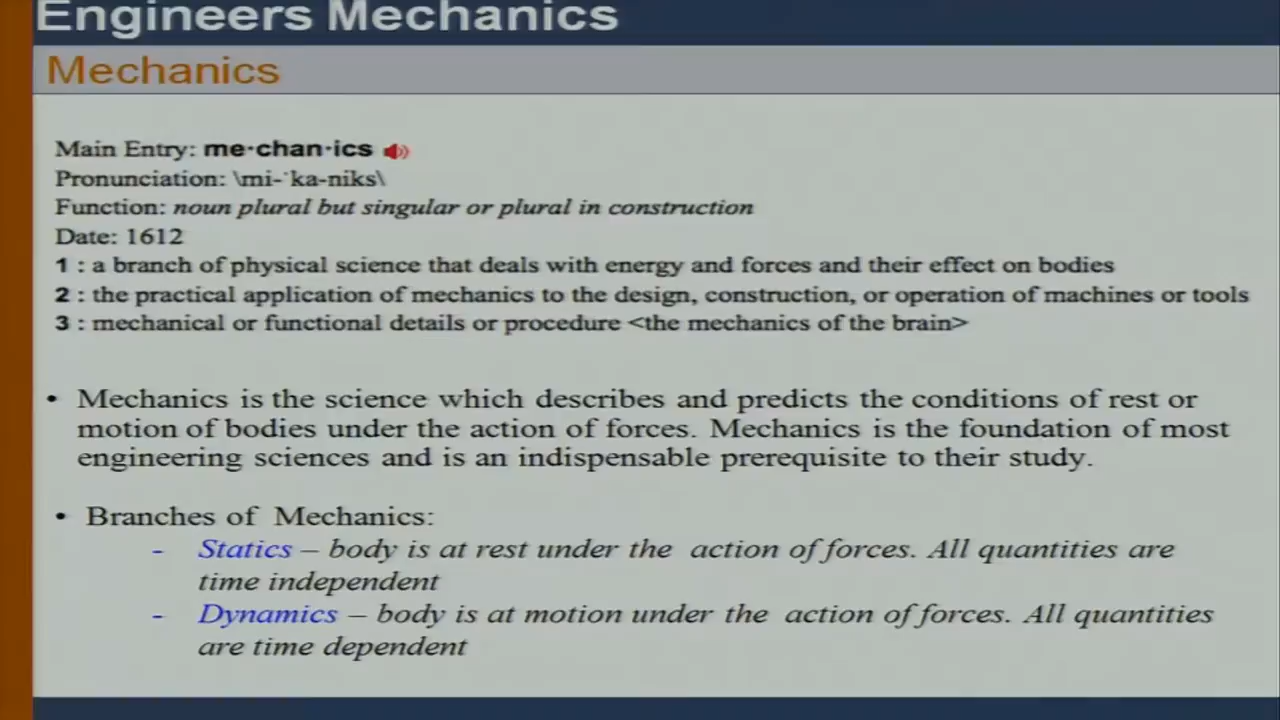 Engineers Mechanics
Mechanics
Main Entry: me·chan·ics
Pronunciation: \mi-ˈka-niks\
Function: noun plural but singular or plural in construction
Date: 1612
1 : a branch of physical science that deals with energy and forces and their effect on bodies
2 : the practical application of mechanics to the design, construction, or operation of machines or tools
3 : mechanical or functional details or procedure <the mechanics of the brain>
• Mechanics is the science which describes and predicts the conditions of rest or
motion of bodies under the action of forces. Mechanics is the foundation of most
engineering sciences and is an indispensable prerequisite to their study.
• Branches of Mechanics:
- Statics – body is at rest under the action of forces. All quantities are
time independent
- Dynamics – body is at motion under the action of forces. All quantities
are time dependent